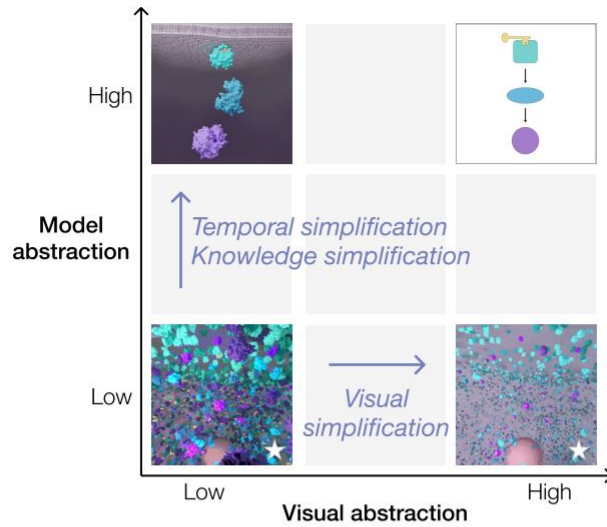 High
Model
abstraction
Temporal simplification
Knowledge simplification
Low
Visual
simplification
Low
High
Visual abstraction